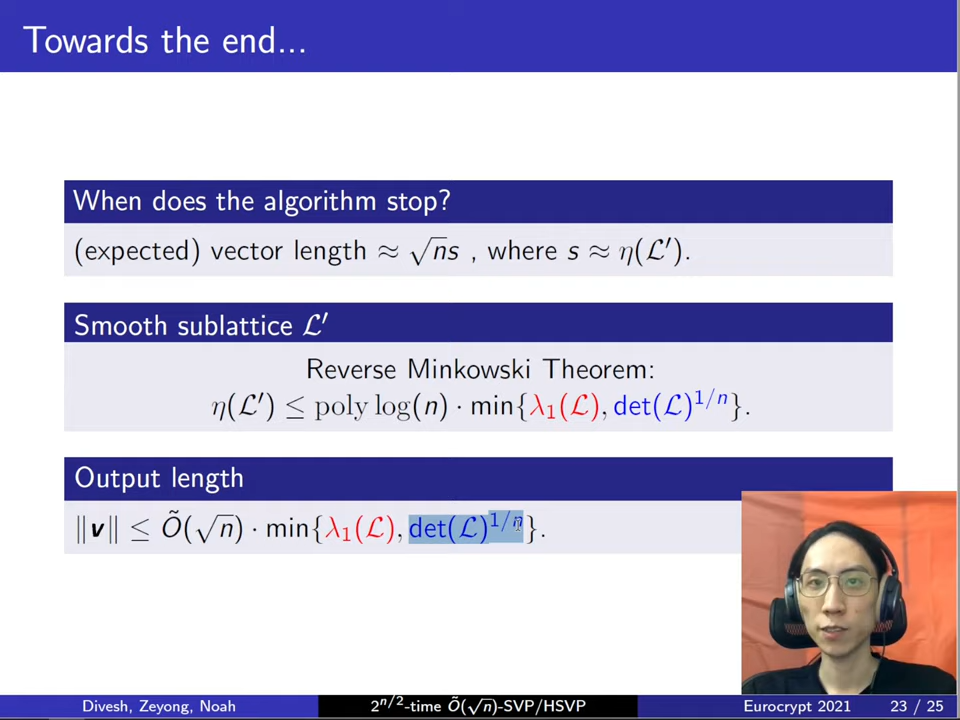 Towards the end...
When does the algorithm stop?
(expected) vector length ≈ √ns , where s ≈ η(ℒ′).
Smooth sublattice ℒ′
Reverse Minkowski Theorem:
η(ℒ′) ≤ poly log(n) · min{λ₁(ℒ), det(ℒ)^{1/n}}.
Output length
‖v‖ ≤ Õ(√n) · min{λ₁(ℒ), det(ℒ)^{1/n}}.
Divesh, Zeyong, Noah 2^{n/2}-time Õ(√n)-SVP/HSVP Eurocrypt 2021 23 / 25